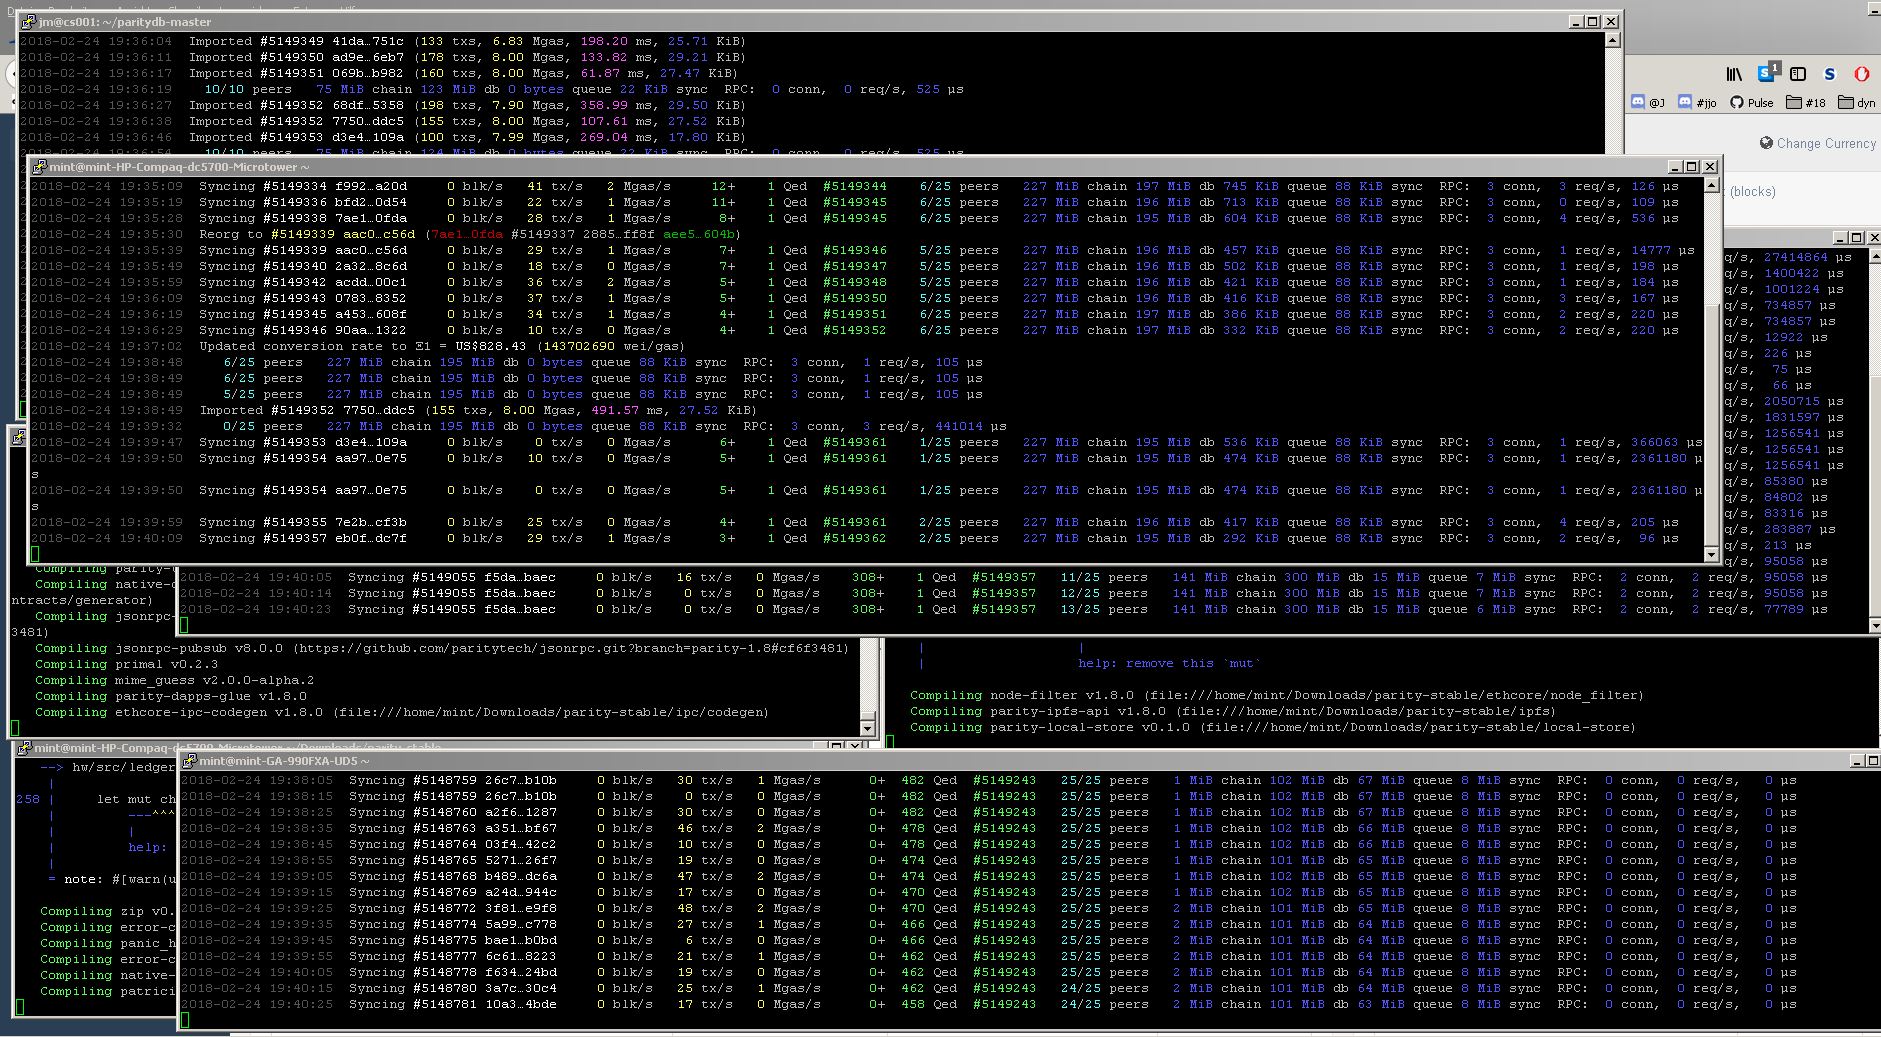 jm@cs001: ~/paritydb-master
2018-02-24 19:36:04 Imported #5149349 41da…751c (133 txs, 6.83 Mgas, 198.20 ms, 25.71 KiB)
2018-02-24 19:36:11 Imported #5149350 ad9e…6eb7 (178 txs, 8.00 Mgas, 133.82 ms, 29.21 KiB)
2018-02-24 19:36:17 Imported #5149351 069b…b982 (160 txs, 8.00 Mgas, 61.87 ms, 27.47 KiB)
2018-02-24 19:36:19 10/10 peers 75 MiB chain 123 MiB db 0 bytes queue 22 KiB sync RPC: 0 conn, 0 req/s, 525 µs
2018-02-24 19:36:27 Imported #5149352 68df…5358 (198 txs, 7.90 Mgas, 358.99 ms, 29.50 KiB)
2018-02-24 19:36:38 Imported #5149352 7750…ddc5 (155 txs, 8.00 Mgas, 107.61 ms, 27.52 KiB)
2018-02-24 19:36:46 Imported #5149353 d3e4…109a (100 txs, 7.99 Mgas, 269.04 ms, 17.80 KiB)
2018-02-24 19:36:54 10/10 peers 75 MiB chain 124 MiB db 0 bytes queue 22 KiB sync RPC: 0 conn, 0 req/s, 525 µs
1
@J #jjo Pulse #18 dyn
Change Currency
(blocks)
mint@mint-HP-Compaq-dc5700-Microtower ~
2018-02-24 19:35:09 Syncing #5149334 f992…a20d 0 blk/s 41 tx/s 2 Mgas/s 12+ 1 Qed #5149344 6/25 peers 227 MiB chain 197 MiB db 745 KiB queue 88 KiB sync RPC: 3 conn, 3 req/s, 126 µs
2018-02-24 19:35:19 Syncing #5149336 bfd2…0d54 0 blk/s 22 tx/s 1 Mgas/s 11+ 1 Qed #5149345 6/25 peers 227 MiB chain 196 MiB db 713 KiB queue 88 KiB sync RPC: 3 conn, 0 req/s, 109 µs
2018-02-24 19:35:28 Syncing #5149338 7ae1…0fda 0 blk/s 28 tx/s 1 Mgas/s 8+ 1 Qed #5149345 6/25 peers 227 MiB chain 196 MiB db 604 KiB queue 88 KiB sync RPC: 3 conn, 4 req/s, 536 µs
2018-02-24 19:35:30 Reorg to #5149339 aac0…c56d (7ae1…0fda #5149337 2885…ff8f aee5…604b)
2018-02-24 19:35:39 Syncing #5149339 aac0…c56d 0 blk/s 29 tx/s 1 Mgas/s 7+ 1 Qed #5149346 5/25 peers 227 MiB chain 196 MiB db 457 KiB queue 88 KiB sync RPC: 3 conn, 1 req/s, 14777 µs
2018-02-24 19:35:49 Syncing #5149340 2a32…8c6d 0 blk/s 18 tx/s 0 Mgas/s 7+ 1 Qed #5149347 5/25 peers 227 MiB chain 196 MiB db 502 KiB queue 88 KiB sync RPC: 3 conn, 1 req/s, 198 µs
2018-02-24 19:35:59 Syncing #5149342 acdd…00c1 0 blk/s 36 tx/s 2 Mgas/s 5+ 1 Qed #5149348 5/25 peers 227 MiB chain 196 MiB db 421 KiB queue 88 KiB sync RPC: 3 conn, 1 req/s, 184 µs
2018-02-24 19:36:09 Syncing #5149343 0783…8352 0 blk/s 37 tx/s 1 Mgas/s 5+ 1 Qed #5149350 6/25 peers 227 MiB chain 196 MiB db 416 KiB queue 88 KiB sync RPC: 3 conn, 3 req/s, 167 µs
2018-02-24 19:36:19 Syncing #5149345 a453…608f 0 blk/s 34 tx/s 1 Mgas/s 4+ 1 Qed #5149351 6/25 peers 227 MiB chain 197 MiB db 386 KiB queue 88 KiB sync RPC: 3 conn, 2 req/s, 220 µs
2018-02-24 19:36:29 Syncing #5149346 90aa…1322 0 blk/s 10 tx/s 0 Mgas/s 4+ 1 Qed #5149352 6/25 peers 227 MiB chain 197 MiB db 332 KiB queue 88 KiB sync RPC: 3 conn, 2 req/s, 220 µs
2018-02-24 19:37:02 Updated conversion rate to Ξ1 = US$828.43 (143702690 wei/gas)
2018-02-24 19:38:48 6/25 peers 227 MiB chain 195 MiB db 0 bytes queue 88 KiB sync RPC: 3 conn, 1 req/s, 105 µs
2018-02-24 19:38:48 6/25 peers 227 MiB chain 195 MiB db 0 bytes queue 88 KiB sync RPC: 3 conn, 1 req/s, 105 µs
2018-02-24 19:38:49 5/25 peers 227 MiB chain 195 MiB db 0 bytes queue 88 KiB sync RPC: 3 conn, 1 req/s, 105 µs
2018-02-24 19:38:49 Imported #5149352 7750…ddc5 (155 txs, 8.00 Mgas, 491.57 ms, 27.52 KiB)
2018-02-24 19:39:32 0/25 peers 227 MiB chain 195 MiB db 0 bytes queue 88 KiB sync RPC: 3 conn, 3 req/s, 441014 µs
2018-02-24 19:39:47 Syncing #5149353 d3e4…109a 0 blk/s 0 tx/s 0 Mgas/s 6+ 1 Qed #5149361 1/25 peers 227 MiB chain 195 MiB db 536 KiB queue 88 KiB sync RPC: 3 conn, 1 req/s, 366063 µs
2018-02-24 19:39:50 Syncing #5149354 aa97…0e75 0 blk/s 10 tx/s 0 Mgas/s 5+ 1 Qed #5149361 1/25 peers 227 MiB chain 195 MiB db 474 KiB queue 88 KiB sync RPC: 3 conn, 1 req/s, 2361180 µ
s
2018-02-24 19:39:50 Syncing #5149354 aa97…0e75 0 blk/s 0 tx/s 0 Mgas/s 5+ 1 Qed #5149361 1/25 peers 227 MiB chain 195 MiB db 474 KiB queue 88 KiB sync RPC: 3 conn, 1 req/s, 2361180 µ
s
2018-02-24 19:39:59 Syncing #5149355 7e2b…cf3b 0 blk/s 25 tx/s 0 Mgas/s 4+ 1 Qed #5149361 2/25 peers 227 MiB chain 196 MiB db 417 KiB queue 88 KiB sync RPC: 3 conn, 4 req/s, 205 µs
2018-02-24 19:40:09 Syncing #5149357 eb0f…dc7f 0 blk/s 29 tx/s 1 Mgas/s 3+ 1 Qed #5149362 2/25 peers 227 MiB chain 196 MiB db 292 KiB queue 88 KiB sync RPC: 3 conn, 2 req/s, 96 µs
q/s, 27414864 µs
q/s, 1400422 µs
q/s, 1001224 µs
q/s, 734857 µs
q/s, 734857 µs
q/s, 12922 µs
q/s, 226 µs
q/s, 75 µs
q/s, 66 µs
q/s, 2050715 µs
q/s, 1831597 µs
q/s, 1256541 µs
q/s, 1256541 µs
q/s, 1256541 µs
q/s, 85380 µs
q/s, 84802 µs
q/s, 83316 µs
q/s, 283887 µs
q/s, 213 µs
q/s, 95058 µs
2018-02-24 19:40:05 Syncing #5149055 f5da…baec 0 blk/s 16 tx/s 0 Mgas/s 308+ 1 Qed #5149357 11/25 peers 141 MiB chain 300 MiB db 15 MiB queue 7 MiB sync RPC: 2 conn, 2 req/s, 95058 µs
2018-02-24 19:40:14 Syncing #5149055 f5da…baec 0 blk/s 0 tx/s 0 Mgas/s 308+ 1 Qed #5149357 12/25 peers 141 MiB chain 300 MiB db 15 MiB queue 7 MiB sync RPC: 2 conn, 2 req/s, 95058 µs
2018-02-24 19:40:23 Syncing #5149055 f5da…baec 0 blk/s 0 tx/s 0 Mgas/s 308+ 1 Qed #5149357 13/25 peers 141 MiB chain 300 MiB db 15 MiB queue 6 MiB sync RPC: 2 conn, 2 req/s, 77789 µs
Compiling parity-
Compiling native-c
ntracts/generator)
Compiling jsonrpc-
3481)
Compiling jsonrpc-pubsub v8.0.0 (https://github.com/paritytech/jsonrpc.git?branch=parity-1.8#cf6f3481)
Compiling primal v0.2.3
Compiling mime_guess v2.0.0-alpha.2
Compiling parity-dapps-glue v1.8.0
Compiling ethcore-ipc-codegen v1.8.0 (file:///home/mint/Downloads/parity-stable/ipc/codegen)
| |
| help: remove this `mut`
Compiling node-filter v1.8.0 (file:///home/mint/Downloads/parity-stable/ethcore/node_filter)
Compiling parity-ipfs-api v1.8.0 (file:///home/mint/Downloads/parity-stable/ipfs)
Compiling parity-local-store v0.1.0 (file:///home/mint/Downloads/parity-stable/local-store)
mint@mint-HP-Compaq-dc5700-Microtower ~/Downloads/parity-stable
--> hw/src/ledger
|
258 | let mut ch
| ---^^^
| |
| help:
|
= note: #[warn(u
Compiling zip v0.
Compiling error-c
Compiling panic_h
Compiling error-c
Compiling native-
Compiling patrici
mint@mint-GA-990FXA-UD5 ~
2018-02-24 19:38:05 Syncing #5148759 26c7…b10b 0 blk/s 30 tx/s 1 Mgas/s 0+ 482 Qed #5149243 25/25 peers 1 MiB chain 102 MiB db 67 MiB queue 8 MiB sync RPC: 0 conn, 0 req/s, 0 µs
2018-02-24 19:38:15 Syncing #5148759 26c7…b10b 0 blk/s 0 tx/s 0 Mgas/s 0+ 482 Qed #5149243 25/25 peers 1 MiB chain 102 MiB db 67 MiB queue 8 MiB sync RPC: 0 conn, 0 req/s, 0 µs
2018-02-24 19:38:25 Syncing #5148760 a2f6…1287 0 blk/s 30 tx/s 0 Mgas/s 0+ 482 Qed #5149243 25/25 peers 1 MiB chain 102 MiB db 67 MiB queue 8 MiB sync RPC: 0 conn, 0 req/s, 0 µs
2018-02-24 19:38:35 Syncing #5148763 a351…bf67 0 blk/s 46 tx/s 2 Mgas/s 0+ 478 Qed #5149243 25/25 peers 1 MiB chain 102 MiB db 66 MiB queue 8 MiB sync RPC: 0 conn, 0 req/s, 0 µs
2018-02-24 19:38:45 Syncing #5148764 03f4…42c2 0 blk/s 10 tx/s 0 Mgas/s 0+ 478 Qed #5149243 25/25 peers 1 MiB chain 102 MiB db 66 MiB queue 8 MiB sync RPC: 0 conn, 0 req/s, 0 µs
2018-02-24 19:38:55 Syncing #5148765 5271…26f7 0 blk/s 19 tx/s 0 Mgas/s 0+ 474 Qed #5149243 25/25 peers 1 MiB chain 101 MiB db 65 MiB queue 8 MiB sync RPC: 0 conn, 0 req/s, 0 µs
2018-02-24 19:39:05 Syncing #5148768 b489…dc6a 0 blk/s 47 tx/s 2 Mgas/s 0+ 474 Qed #5149243 25/25 peers 1 MiB chain 102 MiB db 65 MiB queue 8 MiB sync RPC: 0 conn, 0 req/s, 0 µs
2018-02-24 19:39:15 Syncing #5148769 a24d…944c 0 blk/s 17 tx/s 0 Mgas/s 0+ 470 Qed #5149243 25/25 peers 1 MiB chain 102 MiB db 65 MiB queue 8 MiB sync RPC: 0 conn, 0 req/s, 0 µs
2018-02-24 19:39:25 Syncing #5148772 3f81…e9f8 0 blk/s 48 tx/s 2 Mgas/s 0+ 470 Qed #5149243 25/25 peers 2 MiB chain 101 MiB db 65 MiB queue 8 MiB sync RPC: 0 conn, 0 req/s, 0 µs
2018-02-24 19:39:35 Syncing #5148774 5a99…c778 0 blk/s 27 tx/s 1 Mgas/s 0+ 466 Qed #5149243 25/25 peers 2 MiB chain 101 MiB db 64 MiB queue 8 MiB sync RPC: 0 conn, 0 req/s, 0 µs
2018-02-24 19:39:45 Syncing #5148775 bae1…b0bd 0 blk/s 6 tx/s 0 Mgas/s 0+ 466 Qed #5149243 25/25 peers 2 MiB chain 101 MiB db 64 MiB queue 8 MiB sync RPC: 0 conn, 0 req/s, 0 µs
2018-02-24 19:39:55 Syncing #5148777 6c61…8223 0 blk/s 21 tx/s 1 Mgas/s 0+ 462 Qed #5149243 25/25 peers 2 MiB chain 101 MiB db 64 MiB queue 8 MiB sync RPC: 0 conn, 0 req/s, 0 µs
2018-02-24 19:40:05 Syncing #5148778 f634…24bd 0 blk/s 19 tx/s 0 Mgas/s 0+ 462 Qed #5149243 25/25 peers 2 MiB chain 101 MiB db 64 MiB queue 8 MiB sync RPC: 0 conn, 0 req/s, 0 µs
2018-02-24 19:40:15 Syncing #5148780 3a7c…30c4 0 blk/s 25 tx/s 1 Mgas/s 0+ 462 Qed #5149243 24/25 peers 2 MiB chain 101 MiB db 64 MiB queue 8 MiB sync RPC: 0 conn, 0 req/s, 0 µs
2018-02-24 19:40:25 Syncing #5148781 10a3…4bde 0 blk/s 17 tx/s 0 Mgas/s 0+ 458 Qed #5149243 24/25 peers 2 MiB chain 101 MiB db 63 MiB queue 8 MiB sync RPC: 0 conn, 0 req/s, 0 µs